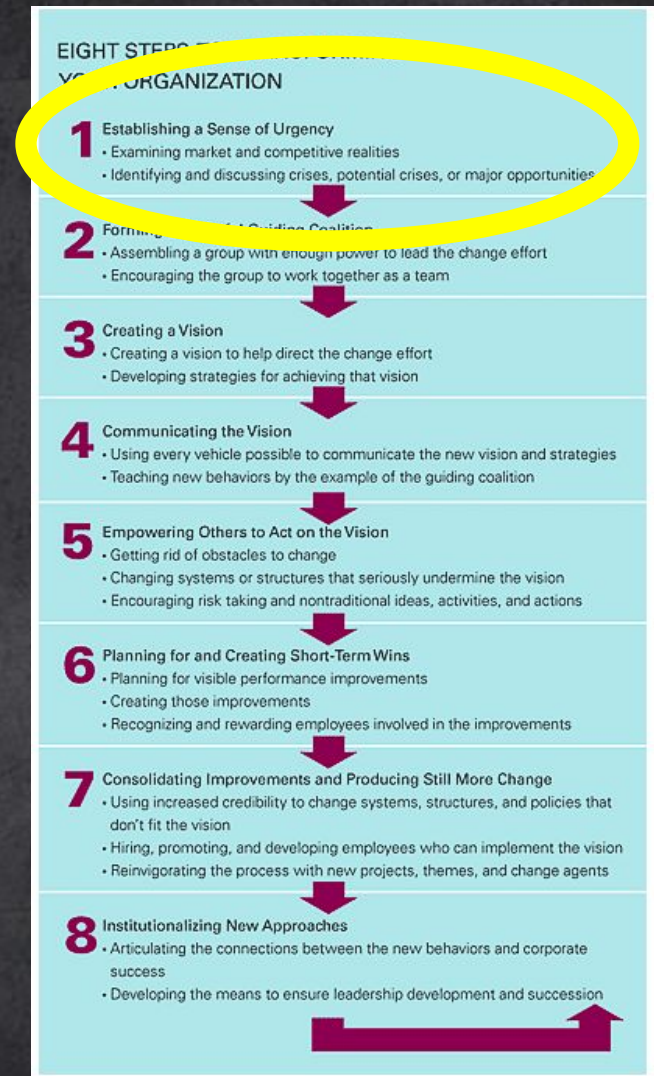 EIGHT STEPS
YO ORGANIZATION
1 Establishing a Sense of Urgency
• Examining market and competitive realities
• Identifying and discussing crises, potential crises, or major opportunities
2 Forming Guiding Coalition
• Assembling a group with enough power to lead the change effort
• Encouraging the group to work together as a team
3 Creating a Vision
• Creating a vision to help direct the change effort
• Developing strategies for achieving that vision
4 Communicating the Vision
• Using every vehicle possible to communicate the new vision and strategies
• Teaching new behaviors by the example of the guiding coalition
5 Empowering Others to Act on the Vision
• Getting rid of obstacles to change
• Changing systems or structures that seriously undermine the vision
• Encouraging risk taking and nontraditional ideas, activities, and actions
6 Planning for and Creating Short-Term Wins
• Planning for visible performance improvements
• Creating those improvements
• Recognizing and rewarding employees involved in the improvements
7 Consolidating Improvements and Producing Still More Change
• Using increased credibility to change systems, structures, and policies that
don't fit the vision
• Hiring, promoting, and developing employees who can implement the vision
• Reinvigorating the process with new projects, themes, and change agents
8 Institutionalizing New Approaches
• Articulating the connections between the new behaviors and corporate
success
• Developing the means to ensure leadership development and succession